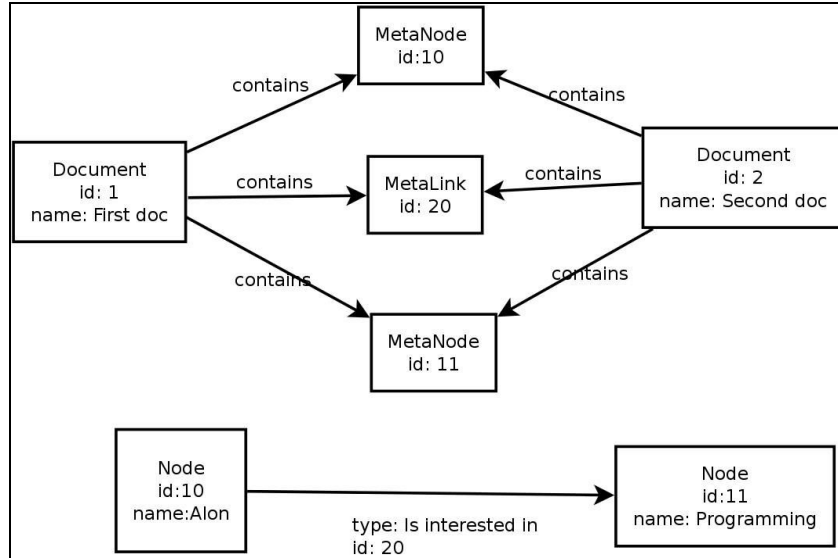 MetaNode
id:10
contains
contains
Document
id: 1
name: First doc
contains
MetaLink
id: 20
contains
Document
id: 2
name: Second doc
contains
contains
MetaNode
id: 11
Node
id:10
name:Alon
type: Is interested in
id: 20
Node
id:11
name: Programming